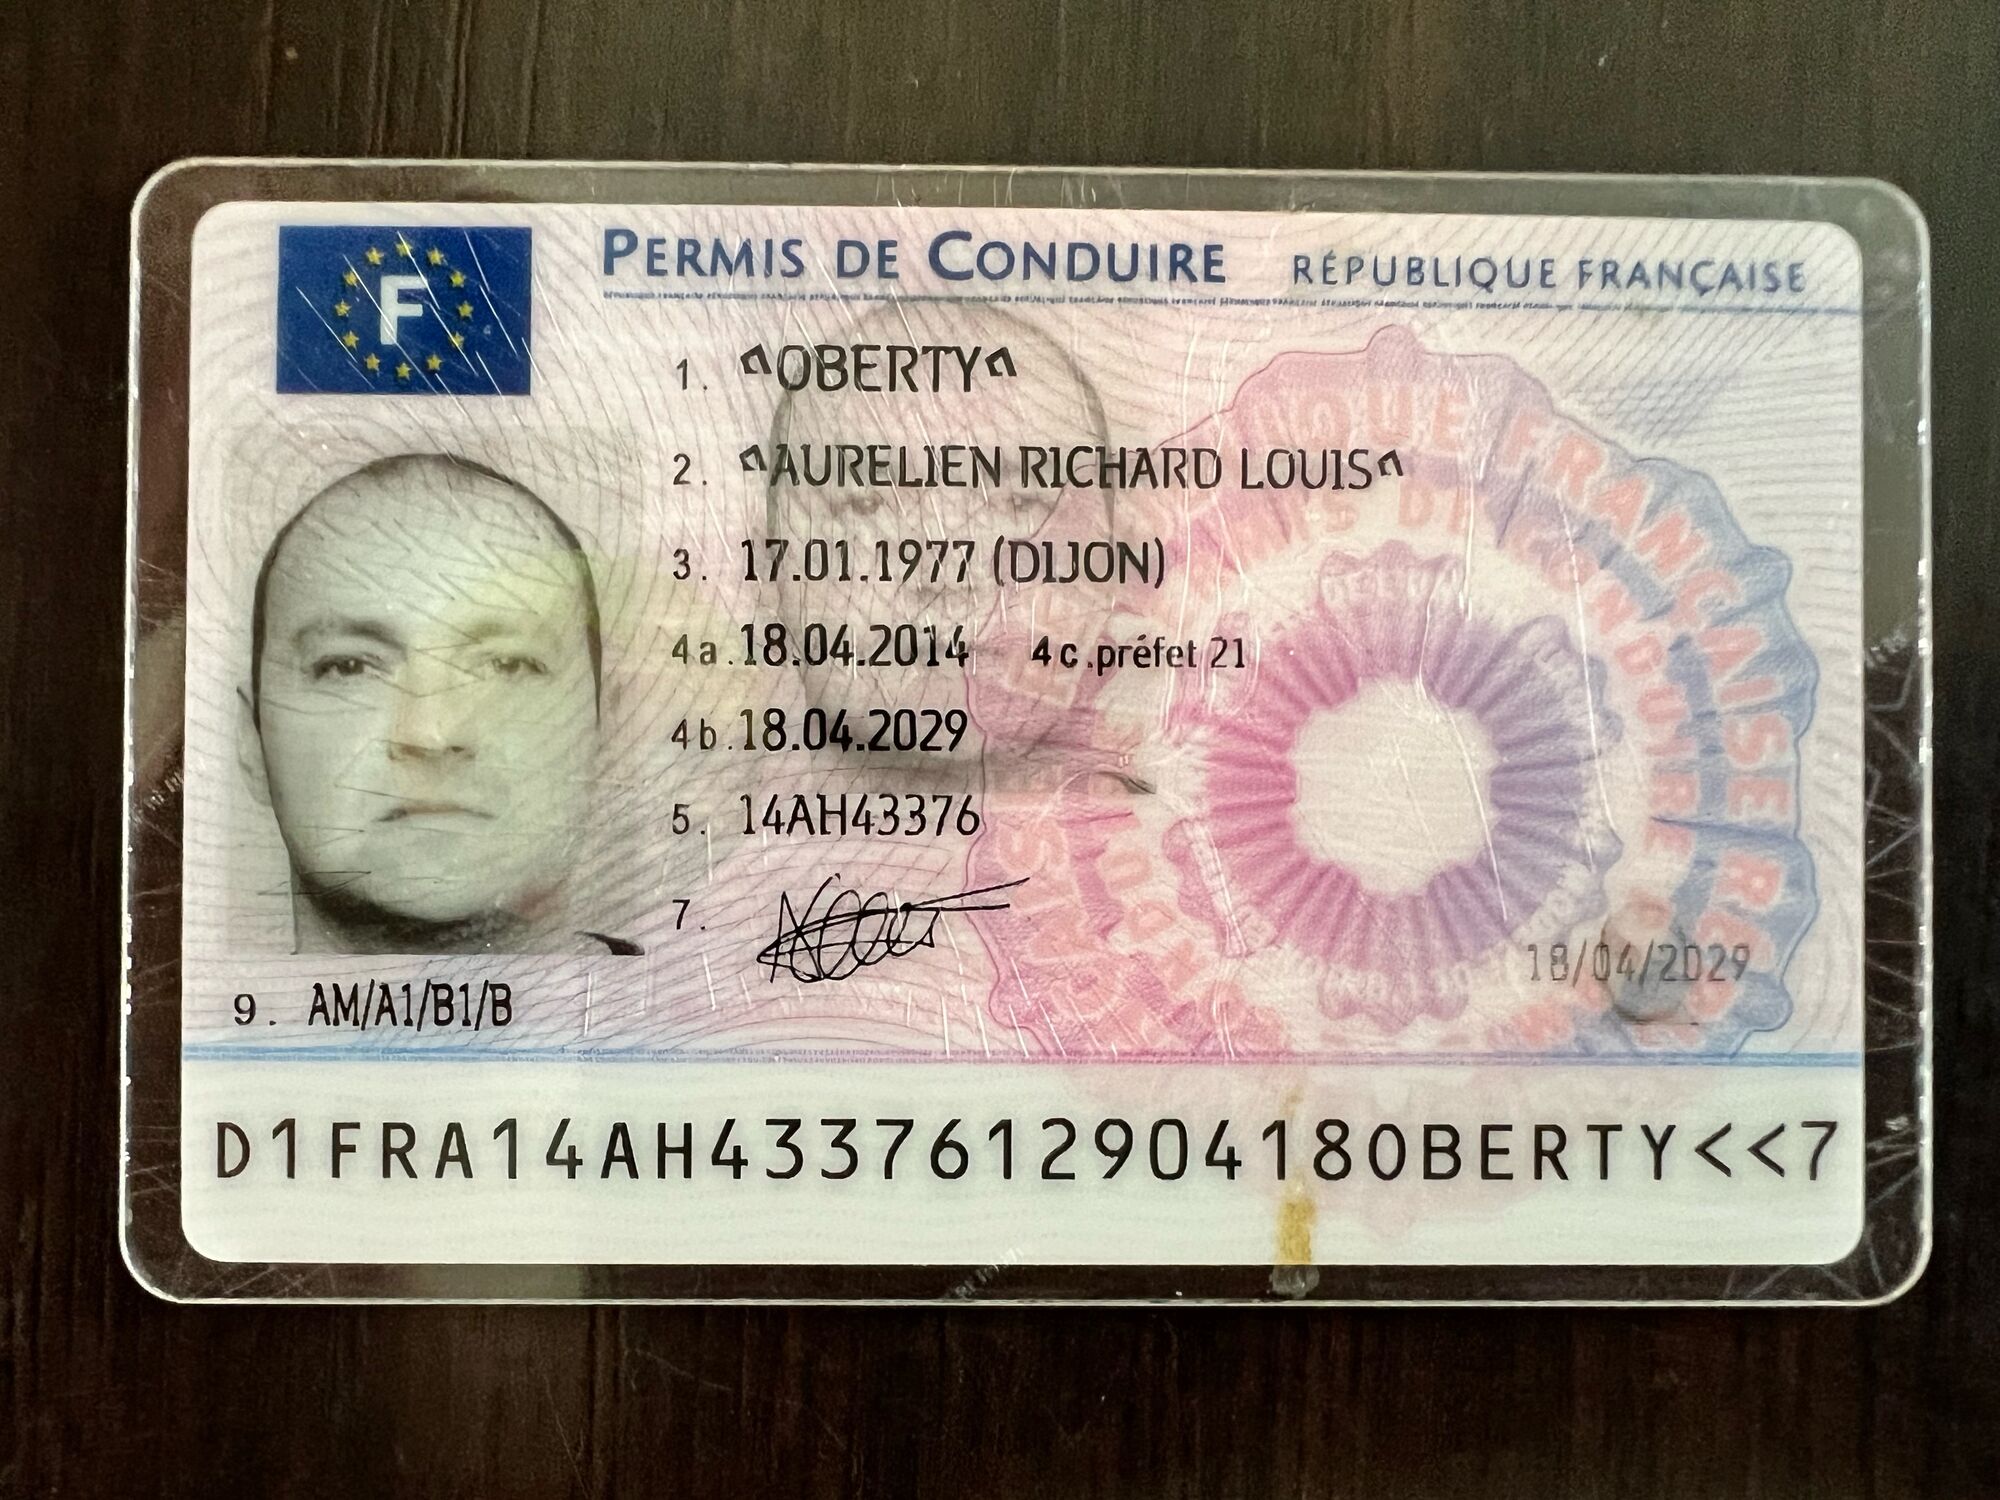 F
PERMIS DE CONDUIRE RÉPUBLIQUE FRANÇAISE
1. ^OBERTY^
2. ^AURELIEN RICHARD LOUIS^
3. 17.01.1977 (DIJON)
4a. 18.04.2014 4c. préfet 21
4b. 18.04.2029
5. 14AH43376
7.
18/04/2029
9. AM/A1/B1/B
D1FRA14AH433761290418OBERTY<<7